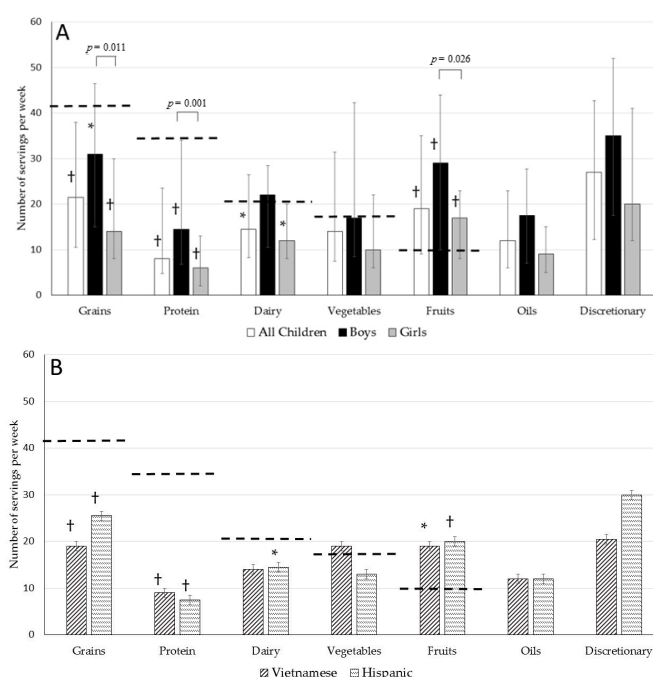 A
p = 0.011
p = 0.001
p = 0.026
Number of servings per week
60
50
40
30
20
10
0
†
*
†
†
†
†
*
*
†
†
†
Grains Protein Dairy Vegetables Fruits Oils Discretionary
All Children Boys Girls
B
Number of servings per week
60
50
40
30
20
10
0
†
†
†
†
*
*
†
Grains Protein Dairy Vegetables Fruits Oils Discretionary
Vietnamese Hispanic